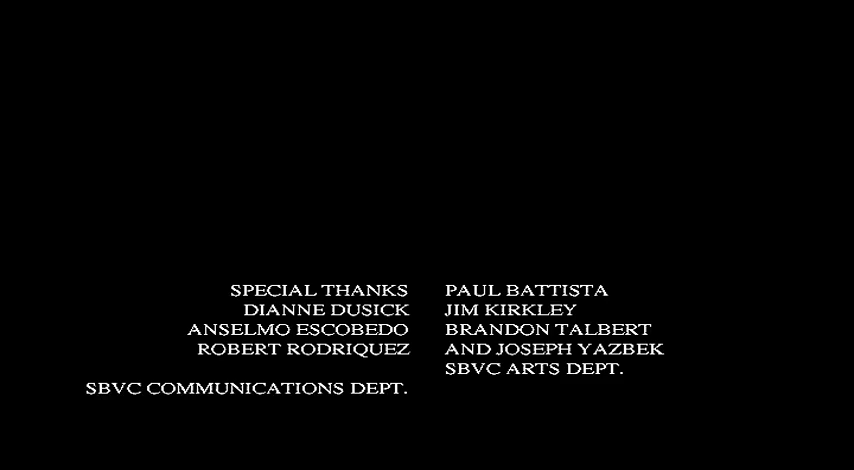 SPECIAL THANKS PAUL BATTISTA
DIANNE DUSICK JIM KIRKLEY
ANSELMO ESCOBEDO BRANDON TALBERT
ROBERT RODRIQUEZ AND JOSEPH YAZBEK
SBVC ARTS DEPT.
SBVC COMMUNICATIONS DEPT.